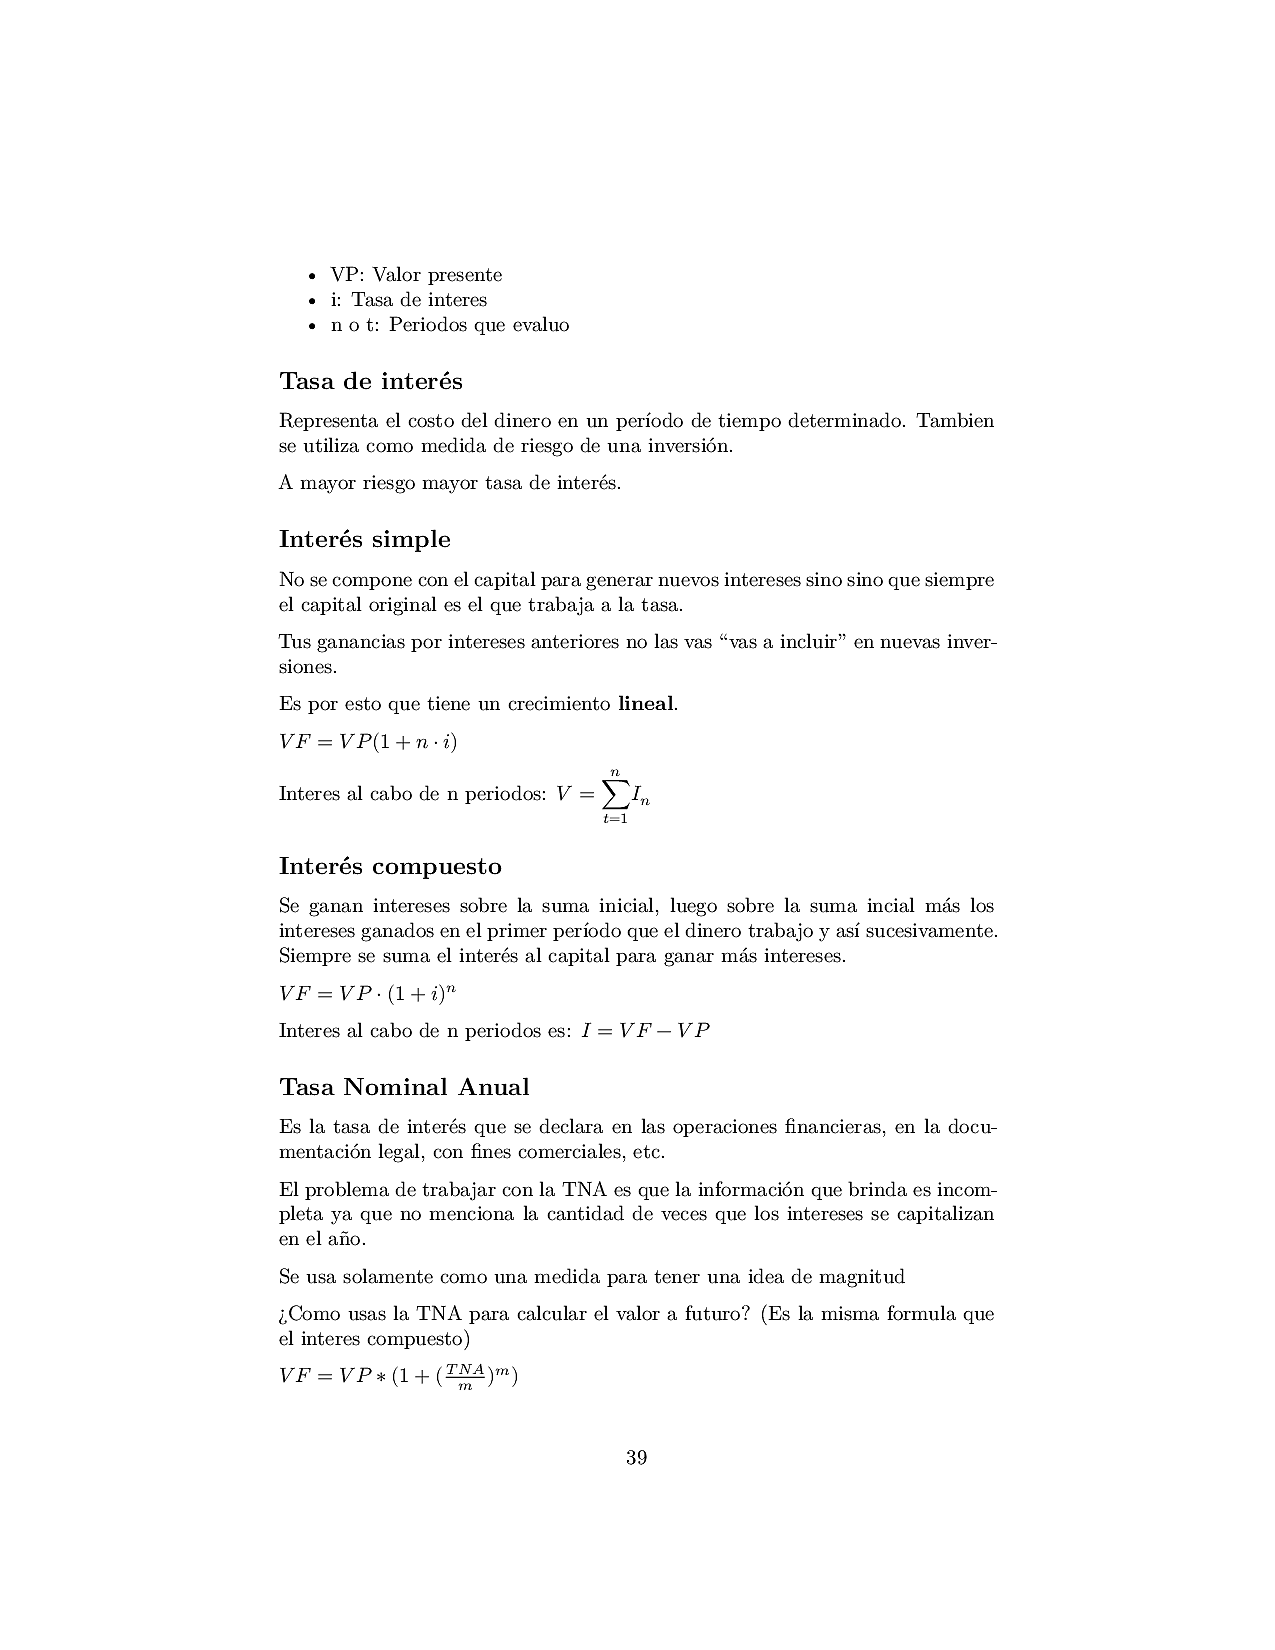 • VP: Valor presente
• i: Tasa de interes
• n o t: Periodos que evaluo
Tasa de interés
Representa el costo del dinero en un período de tiempo determinado. Tambien
se utiliza como medida de riesgo de una inversión.
A mayor riesgo mayor tasa de interés.
Interés simple
No se compone con el capital para generar nuevos intereses sino sino que siempre
el capital original es el que trabaja a la tasa.
Tus ganancias por intereses anteriores no las vas “vas a incluir” en nuevas inver-
siones.
Es por esto que tiene un crecimiento lineal.
VF = VP(1 + n · i)
Interes al cabo de n periodos: V = \sum_{t=1}^{n} I_n
Interés compuesto
Se ganan intereses sobre la suma inicial, luego sobre la suma incial más los
intereses ganados en el primer período que el dinero trabajo y así sucesivamente.
Siempre se suma el interés al capital para ganar más intereses.
VF = VP · (1 + i)^n
Interes al cabo de n periodos es: I = VF − VP
Tasa Nominal Anual
Es la tasa de interés que se declara en las operaciones financieras, en la docu-
mentación legal, con fines comerciales, etc.
El problema de trabajar con la TNA es que la información que brinda es incom-
pleta ya que no menciona la cantidad de veces que los intereses se capitalizan
en el año.
Se usa solamente como una medida para tener una idea de magnitud
¿Como usas la TNA para calcular el valor a futuro? (Es la misma formula que
el interes compuesto)
VF = VP ∗ (1 + (\frac{TNA}{m})^m)
39